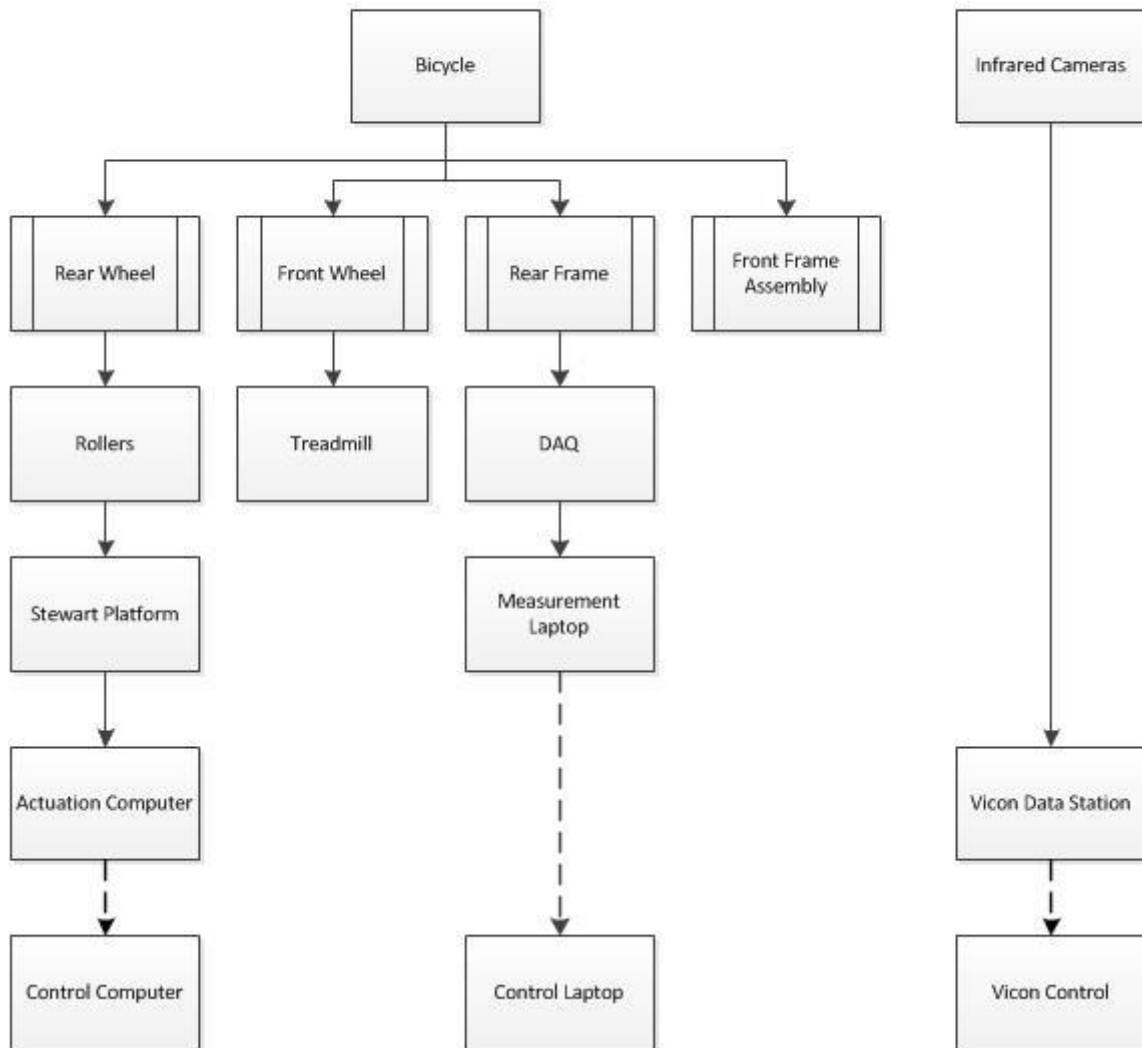 Bicycle
Infrared Cameras
Rear Wheel
Front Wheel
Rear Frame
Front Frame
Assembly
Rollers
Treadmill
DAQ
Stewart Platform
Measurement
Laptop
Actuation Computer
Vicon Data Station
Control Computer
Control Laptop
Vicon Control